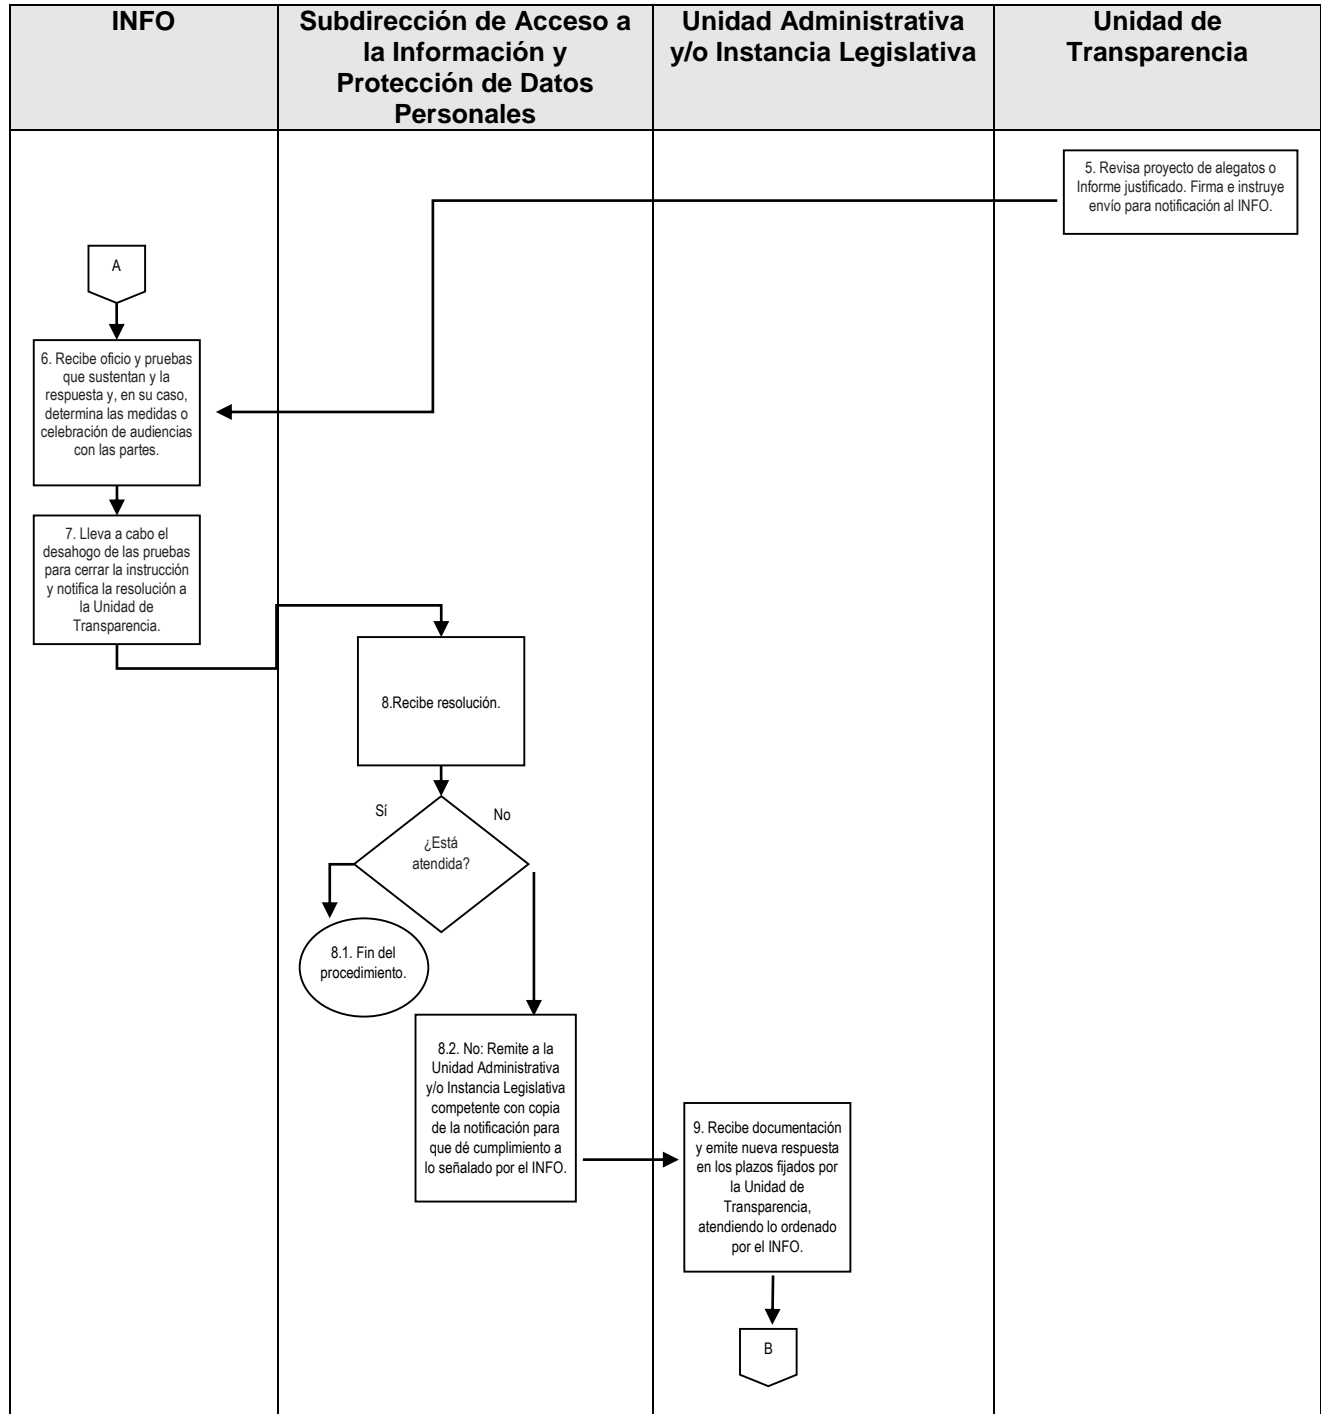 INFO
Subdirección de Acceso a
la Información y
Protección de Datos
Personales
Unidad Administrativa
y/o Instancia Legislativa
Unidad de
Transparencia
5. Revisa proyecto de alegatos o
Informe justificado. Firma e instruye
envío para notificación al INFO.
A
6. Recibe oficio y pruebas
que sustentan y la
respuesta y, en su caso,
determina las medidas o
celebración de audiencias
con las partes.
7. Lleva a cabo el
desahogo de las pruebas
para cerrar la instrucción
y notifica la resolución a
la Unidad de
Transparencia.
8.Recibe resolución.
Sí
No
¿Está
atendida?
8.1. Fin del
procedimiento.
8.2. No: Remite a la
Unidad Administrativa
y/o Instancia Legislativa
competente con copia
de la notificación para
que dé cumplimiento a
lo señalado por el INFO.
9. Recibe documentación
y emite nueva respuesta
en los plazos fijados por
la Unidad de
Transparencia,
atendiendo lo ordenado
por el INFO.
B